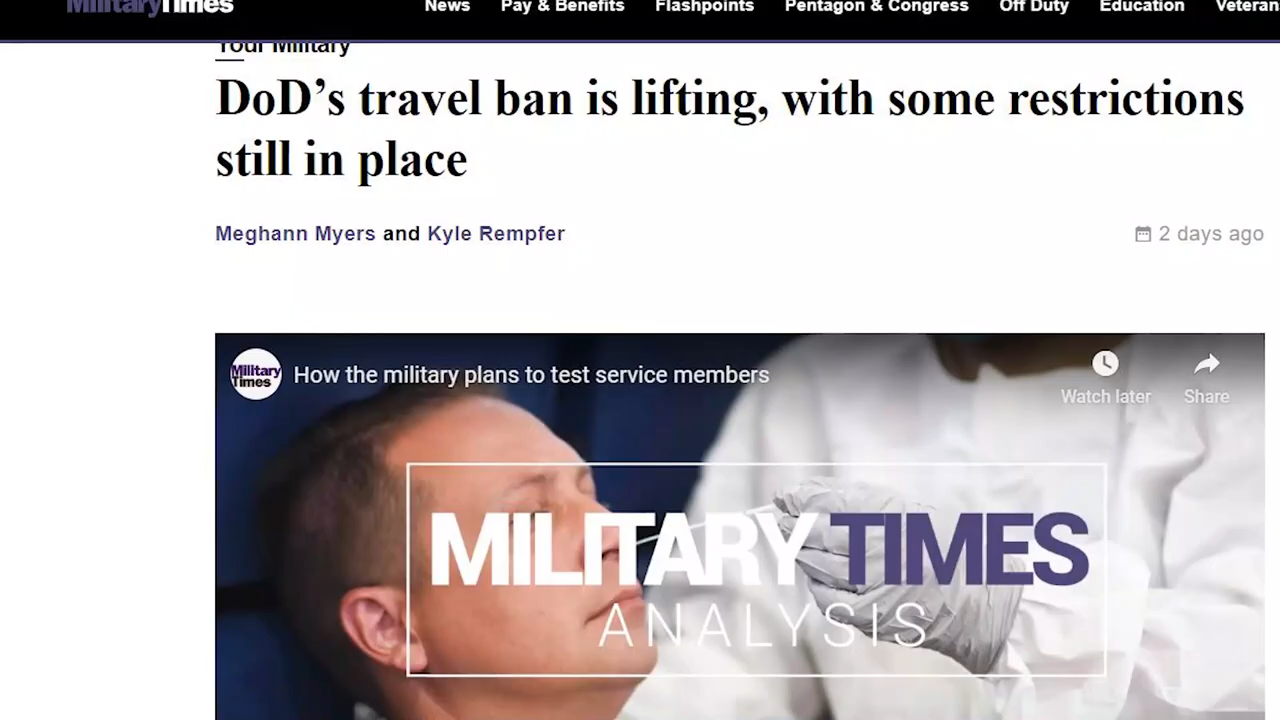 MilitaryTimes
News Pay & Benefits Flashpoints Pentagon & Congress Off Duty Education Veteran
Your Military
DoD’s travel ban is lifting, with some restrictions
still in place
Meghann Myers and Kyle Rempfer
2 days ago
Military
Times
How the military plans to test service members
Watch later
Share
MILITARY TIMES
ANALYSIS